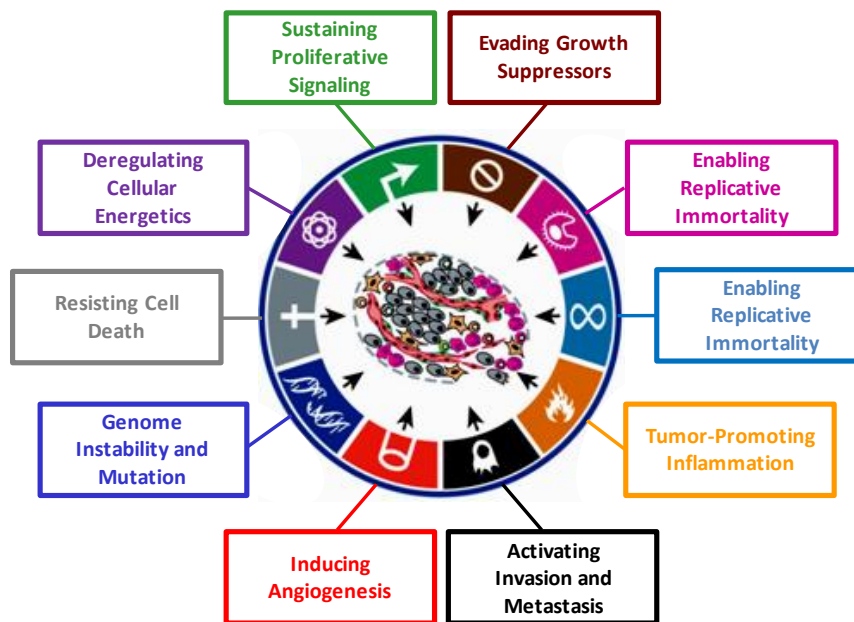 Sustaining
Proliferative
Signaling
Evading Growth
Suppressors
Deregulating
Cellular
Energetics
Enabling
Replicative
Immortality
Resisting Cell
Death
Enabling
Replicative
Immortality
Genome
Instability and
Mutation
Tumor-Promoting
Inflammation
Inducing
Angiogenesis
Activating
Invasion and
Metastasis